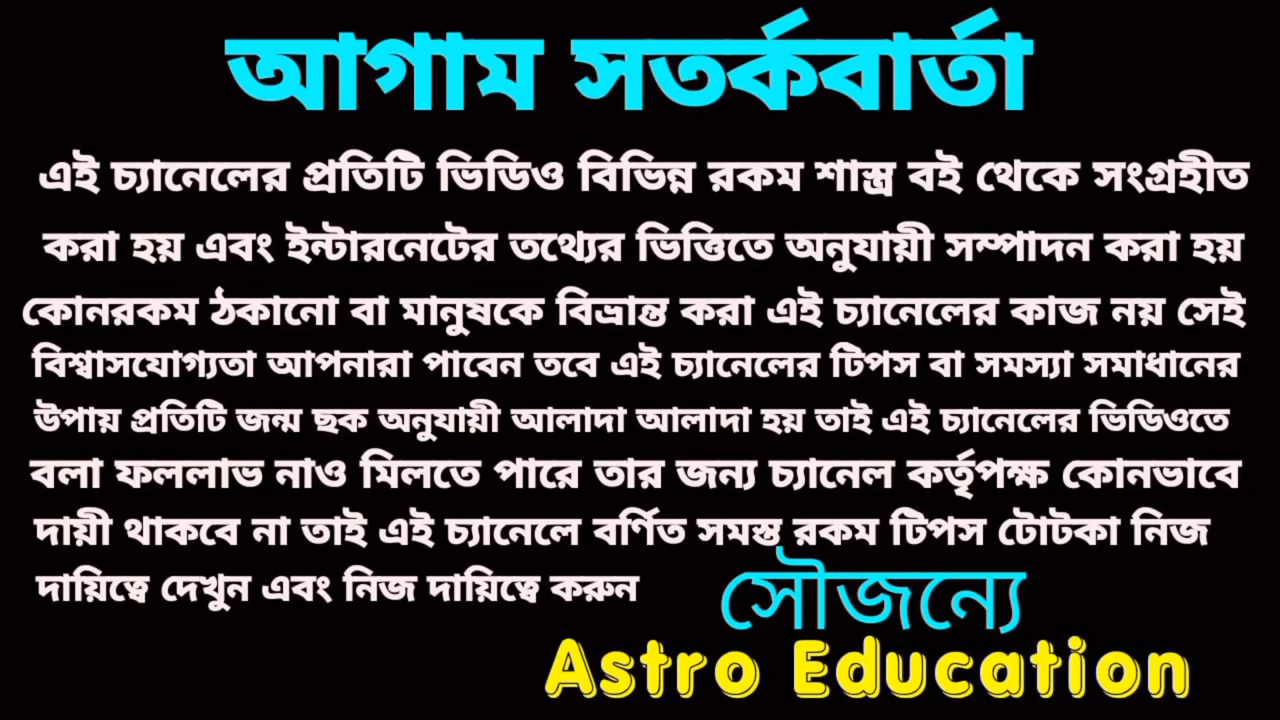 আগাম সতর্কবার্তা
এই চ্যানেলের প্রতিটি ভিডিও বিভিন্ন রকম শাস্ত্র বই থেকে সংগ্রহীত
করা হয় এবং ইন্টারনেটের তথ্যের ভিত্তিতে অনুযায়ী সম্পাদন করা হয়
কোনরকম ঠকানো বা মানুষকে বিভ্রান্ত করা এই চ্যানেলের কাজ নয় সেই
বিশ্বাসযোগ্যতা আপনারা পাবেন তবে এই চ্যানেলের টিপস বা সমস্যা সমাধানের
উপায় প্রতিটি জন্ম ছক অনুযায়ী আলাদা আলাদা হয় তাই এই চ্যানেলের ভিডিওতে
বলা ফললাভ নাও মিলতে পারে তার জন্য চ্যানেল কর্তৃপক্ষ কোনভাবে
দায়ী থাকবে না তাই এই চ্যানেলে বর্ণিত সমস্ত রকম টিপস টোটকা নিজ
দায়িত্বে দেখুন এবং নিজ দায়িত্বে করুন
সৌজন্যে
Astro Education